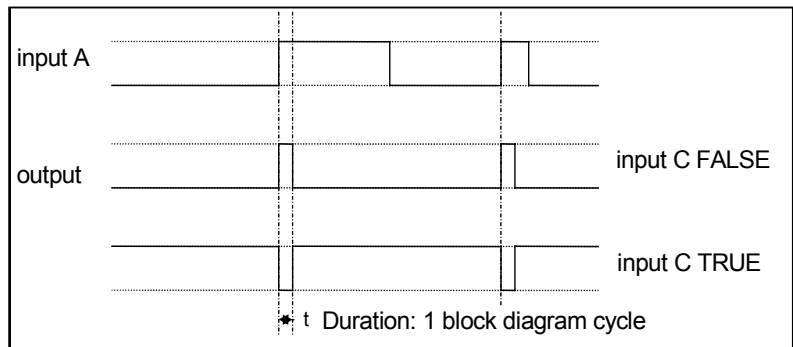 input A
input C FALSE
output
input C TRUE
t Duration: 1 block diagram cycle